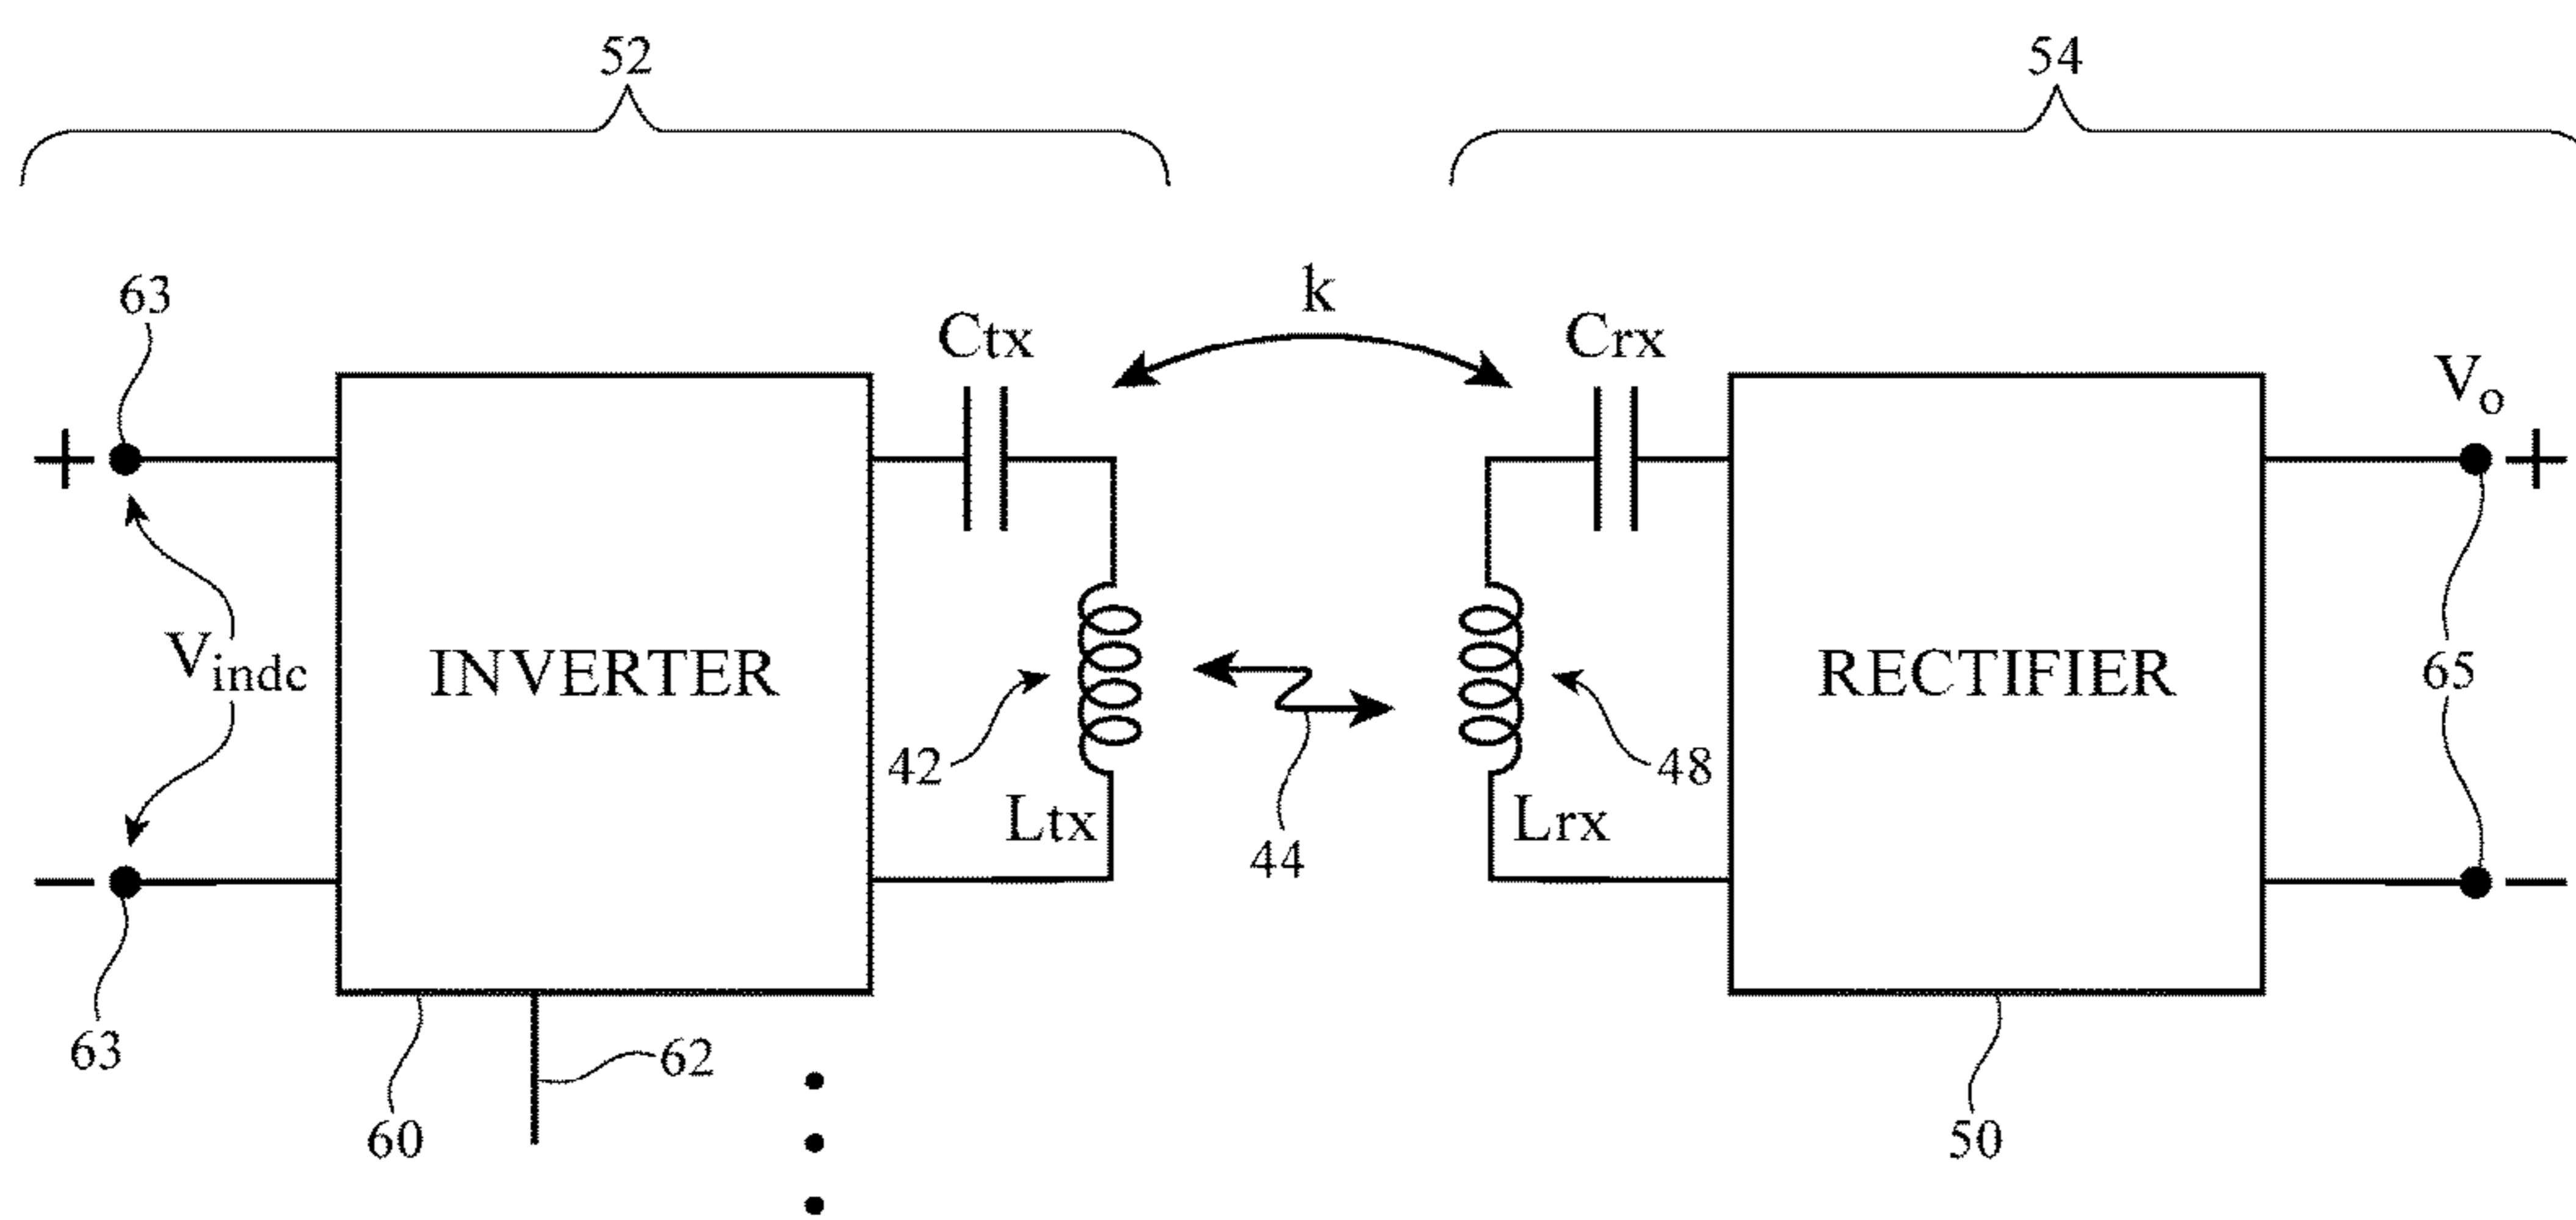 52
54
k
63
Ctx
Crx
Vo
+
+
Vindc
INVERTER
RECTIFIER
65
42
48
Ltx
Lrx
44
−
−
63
62
60
50